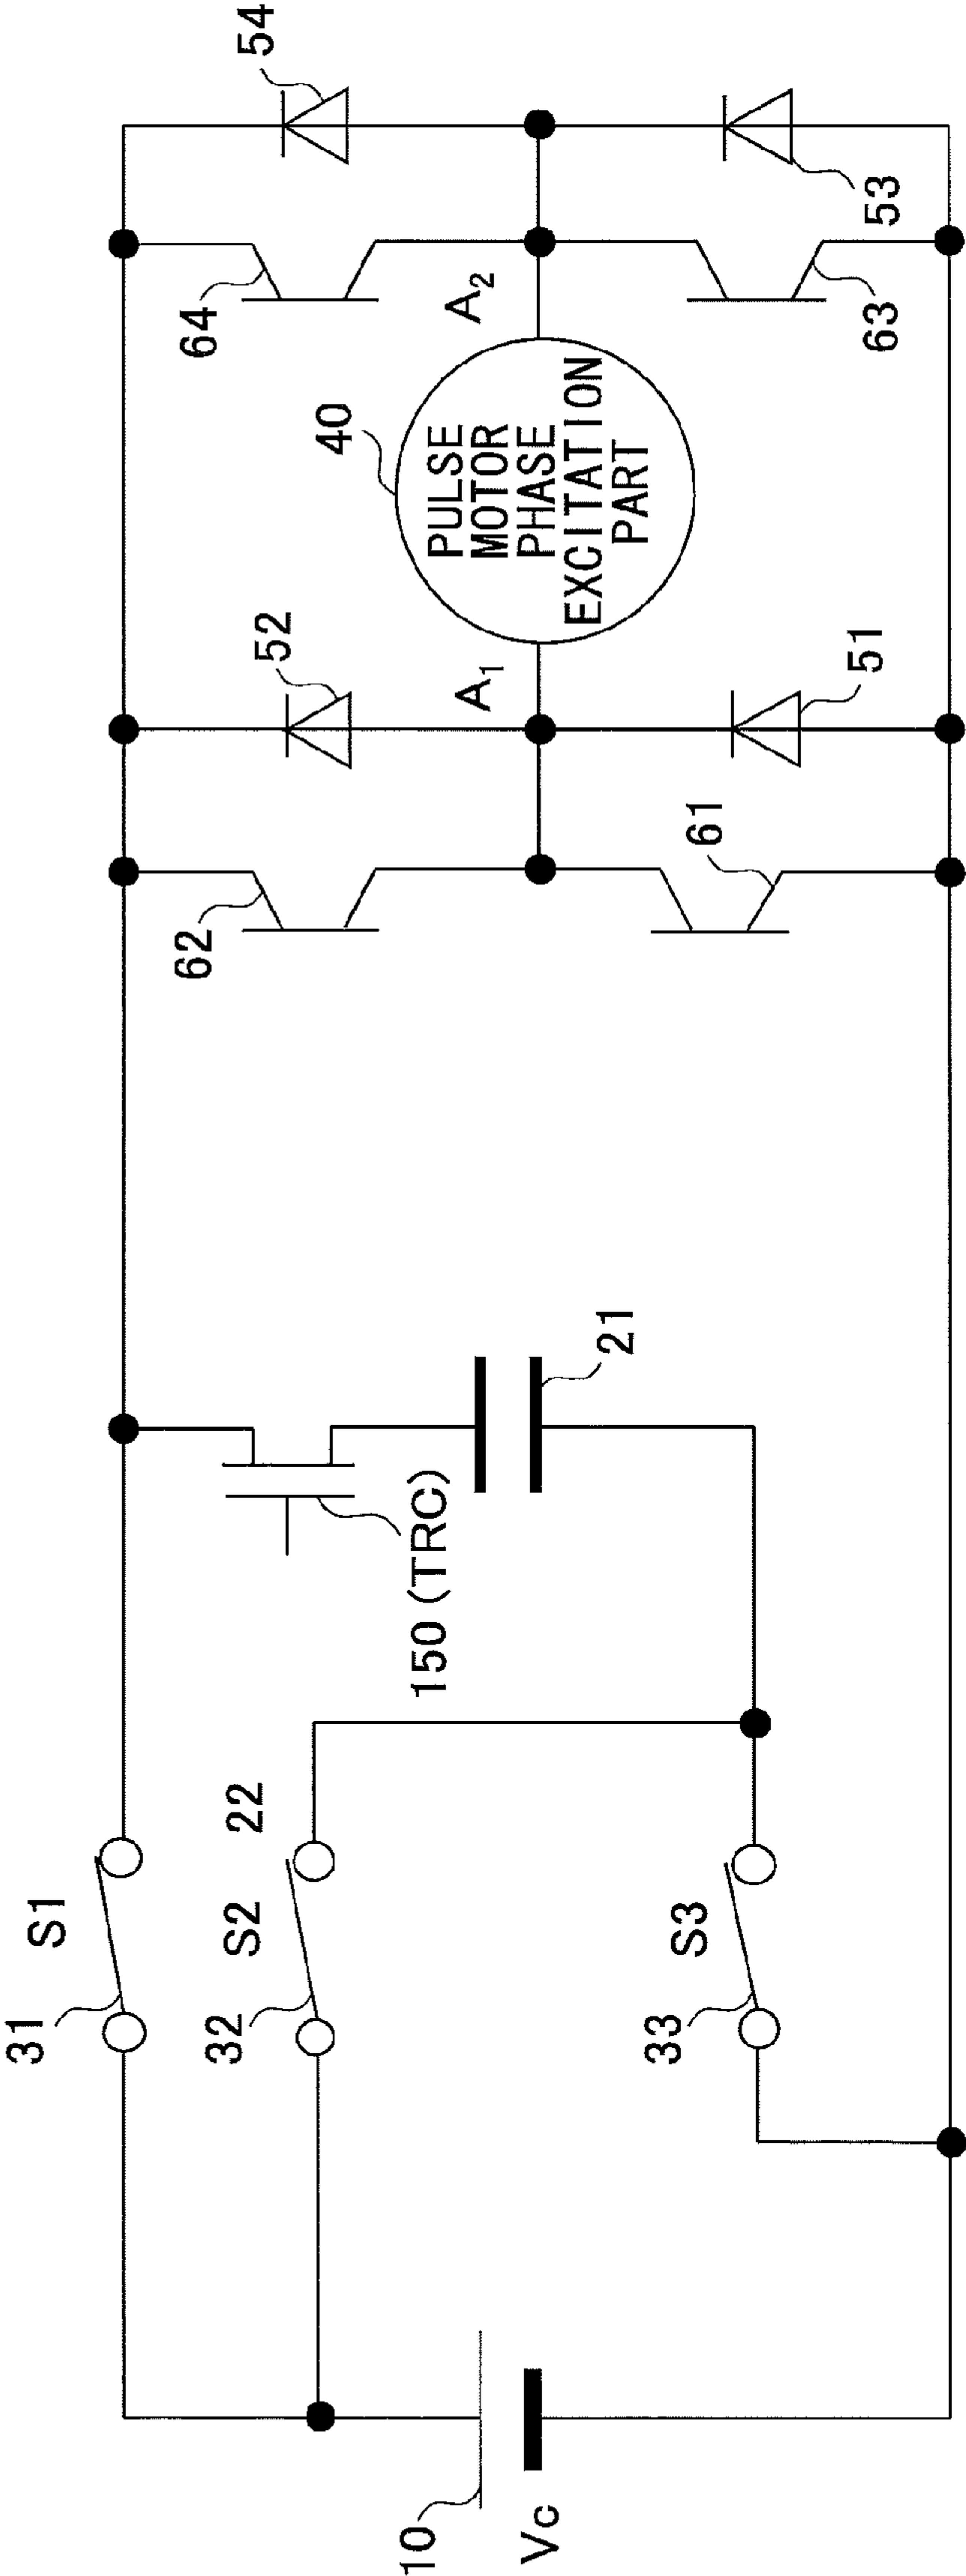 31
S1
32
S2
22
33
S3
10
Vc
150 (TRC)
21
62
61
52
51
A1
40
PULSE
MOTOR
PHASE
EXCITATION
PART
A2
64
63
54
53